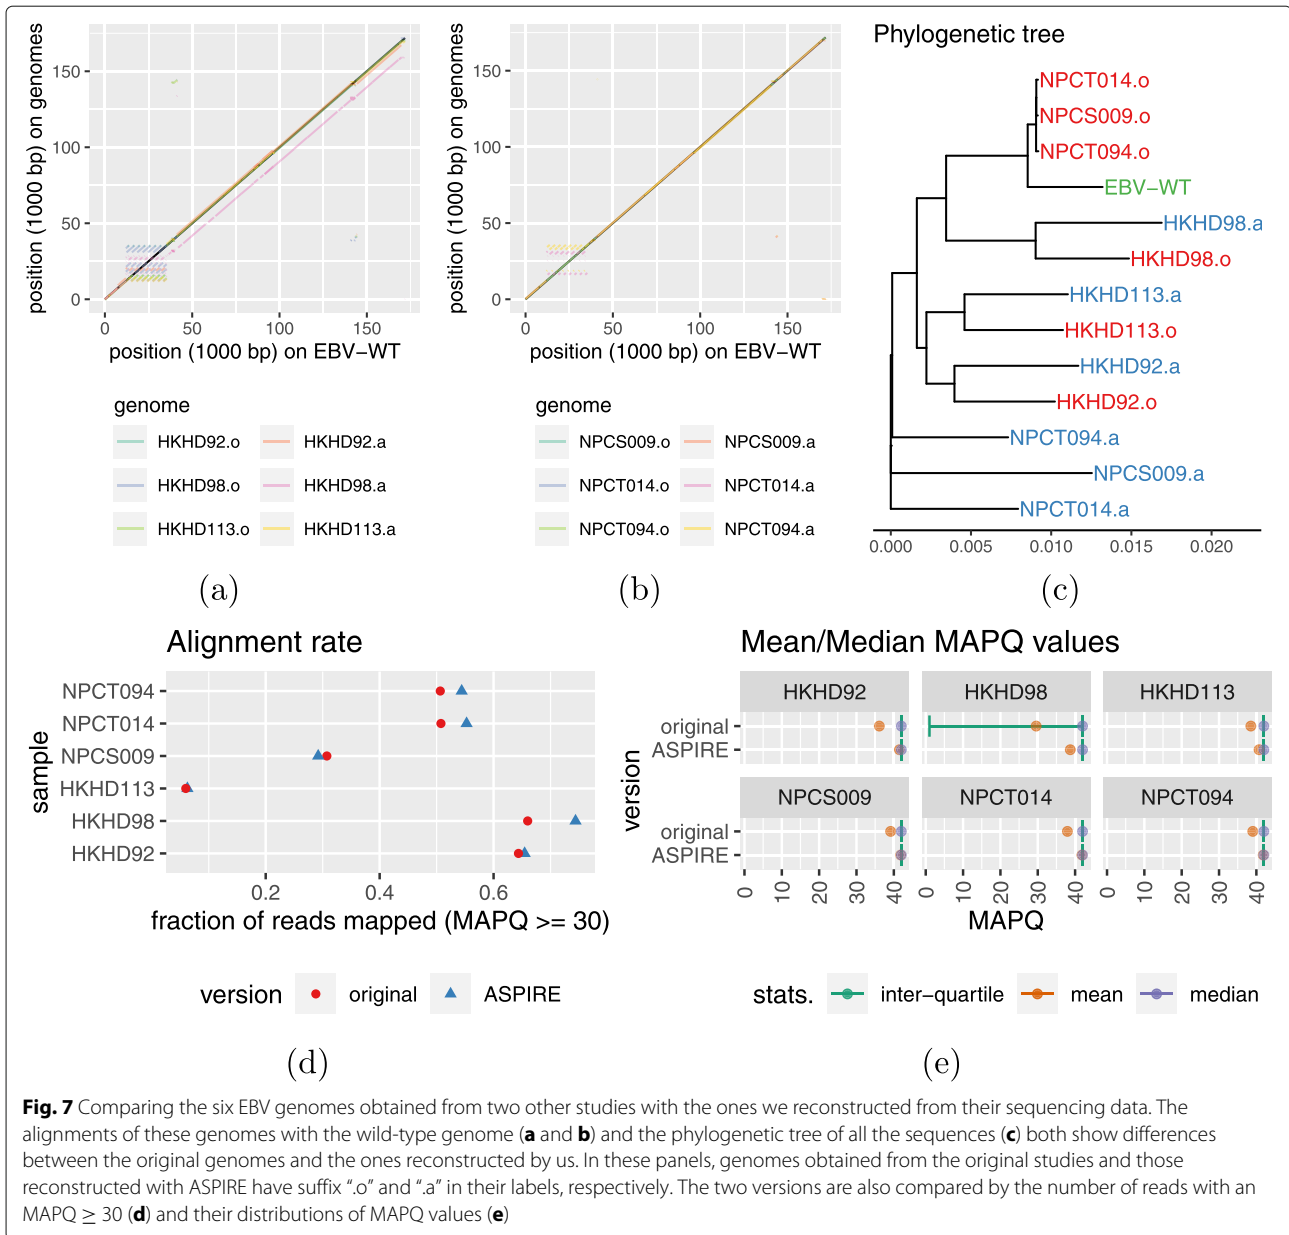 position (1000 bp) on genomes
150
100
50
0
0
50
100
150
position (1000 bp) on EBV−WT
genome
HKHD92.o
HKHD92.a
HKHD98.o
HKHD98.a
HKHD113.o
HKHD113.a
(a)
position (1000 bp) on genomes
150
100
50
0
0
50
100
150
position (1000 bp) on EBV−WT
genome
NPCS009.o
NPCS009.a
NPCT014.o
NPCT014.a
NPCT094.o
NPCT094.a
(b)
Phylogenetic tree
NPCT014.o
NPCS009.o
NPCT094.o
EBV−WT
HKHD98.a
HKHD98.o
HKHD113.a
HKHD113.o
HKHD92.a
HKHD92.o
NPCT094.a
NPCS009.a
NPCT014.a
0.000
0.005
0.010
0.015
0.020
(c)
Alignment rate
sample
NPCT094
NPCT014
NPCS009
HKHD113
HKHD98
HKHD92
0.2
0.4
0.6
fraction of reads mapped (MAPQ >= 30)
version
original
ASPIRE
(d)
Mean/Median MAPQ values
version
HKHD92
HKHD98
HKHD113
original
ASPIRE
NPCS009
NPCT014
NPCT094
original
ASPIRE
0
10
20
30
40
0
10
20
30
40
0
10
20
30
40
MAPQ
stats.
inter−quartile
mean
median
(e)
Fig. 7 Comparing the six EBV genomes obtained from two other studies with the ones we reconstructed from their sequencing data. The
alignments of these genomes with the wild-type genome (a and b) and the phylogenetic tree of all the sequences (c) both show differences
between the original genomes and the ones reconstructed by us. In these panels, genomes obtained from the original studies and those
reconstructed with ASPIRE have suffix “.o” and “.a” in their labels, respectively. The two versions are also compared by the number of reads with an
MAPQ ≥ 30 (d) and their distributions of MAPQ values (e)